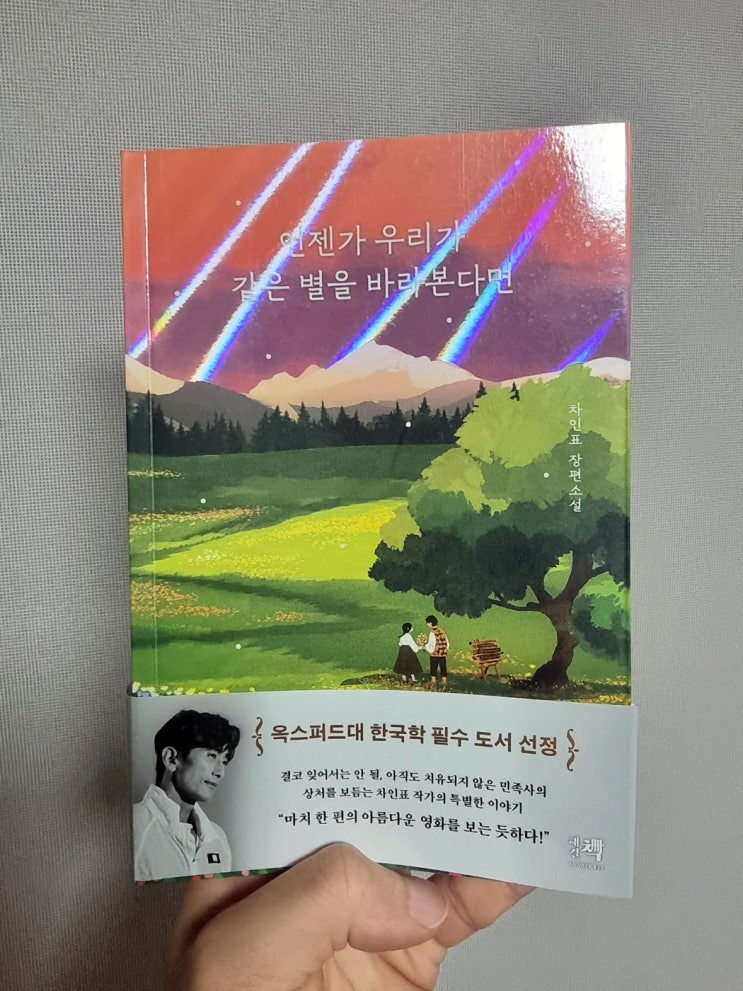 언젠가 우리가
같은 별을 바라본다면
차인표 장편소설
옥스퍼드대 한국학 필수 도서 선정
결코 잊어서는 안 될, 아직도 치유되지 않은 민족사의
상처를 보듬는 차인표 작가의 특별한 이야기
“마치 한 편의 아름다운 영화를 보는 듯하다!”
해결책